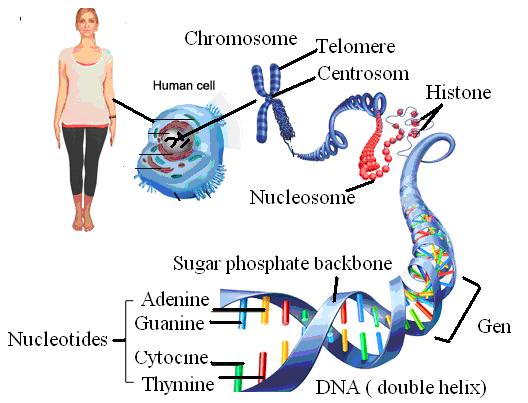 Chromosome
Telomere
Centrosom
Human cell
Histone
Nucleosome
Sugar phosphate backbone
Adenine
Guanine
Nucleotides
Cytocine
Thymine
Gen
DNA ( double helix)